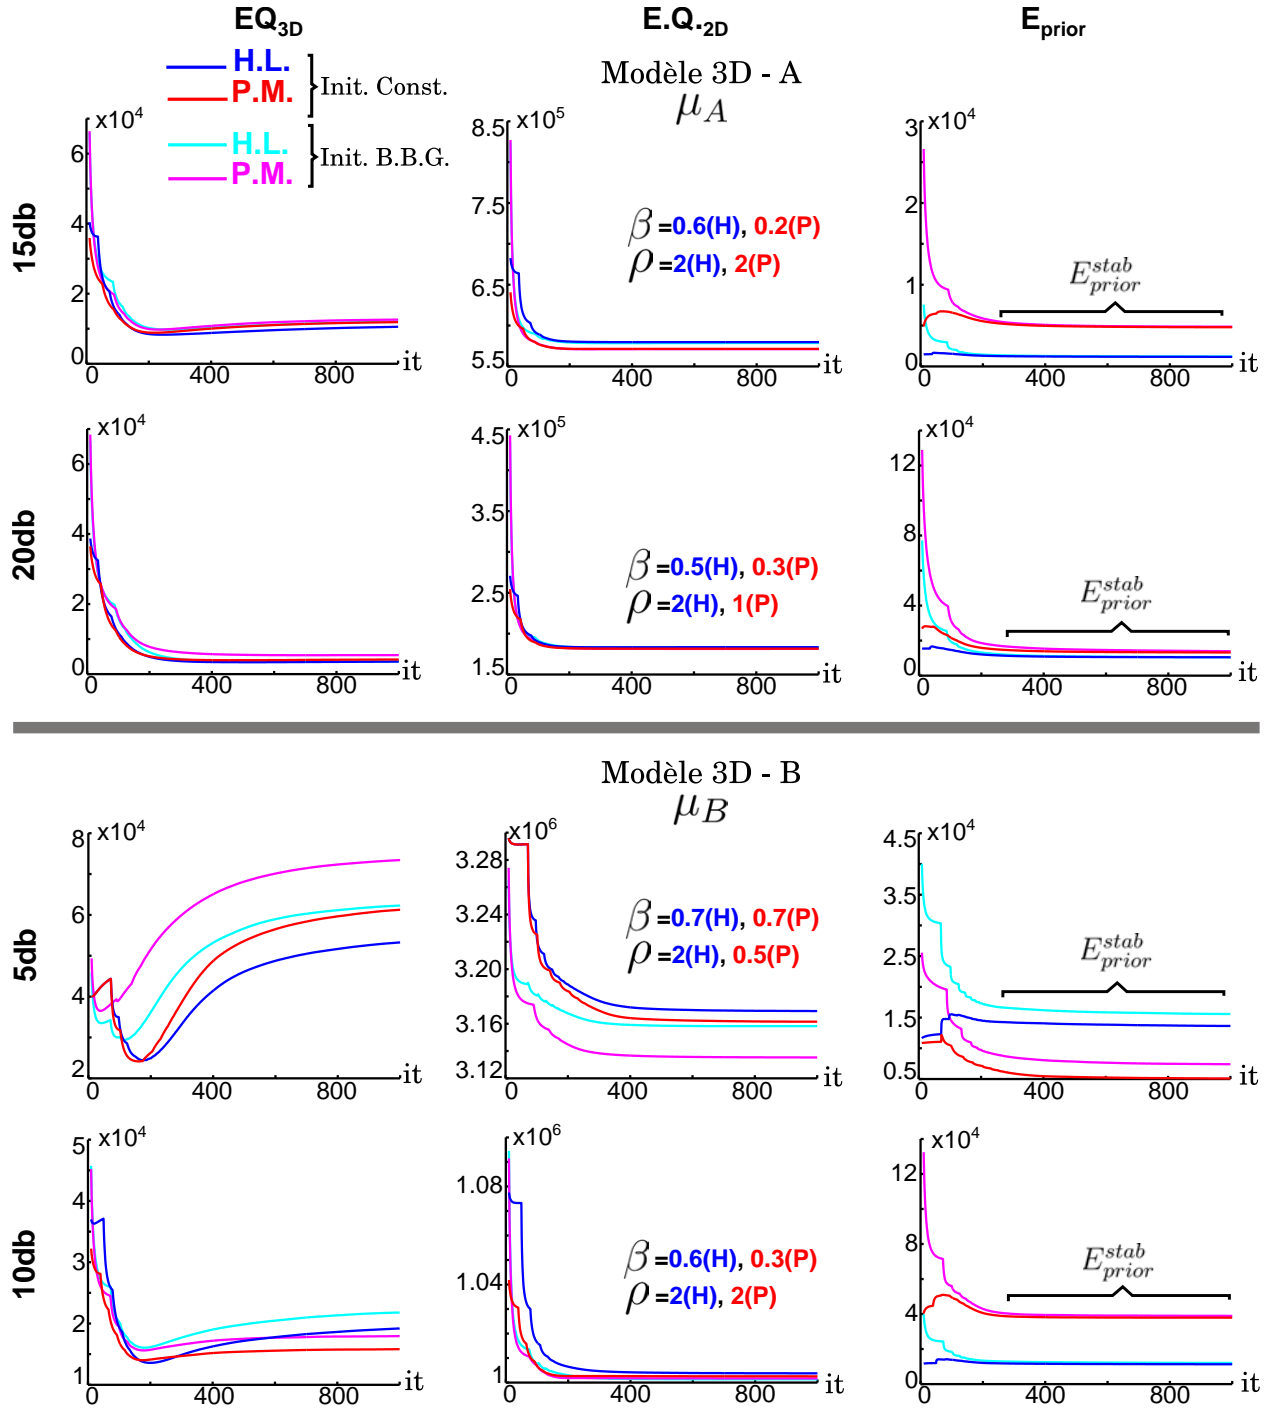 EQ3D
E.Q.2D
Eprior
H.L.
P.M.
Init. Const.
H.L.
P.M.
Init. B.B.G.
Modèle 3D - A
μA
15db
x10^4
6
4
2
0
0 400 800 it
x10^5
8.5
7.5
6.5
5.5
0 400 800 it
β =0.6(H), 0.2(P)
ρ =2(H), 2(P)
x10^4
3
2
1
0
0 400 800 it
E^stab_prior
20db
x10^4
6
4
2
0
0 400 800 it
x10^5
4.5
3.5
2.5
1.5
0 400 800 it
β =0.5(H), 0.3(P)
ρ =2(H), 1(P)
x10^4
12
8
4
0
0 400 800 it
E^stab_prior
Modèle 3D - B
μB
5db
x10^4
8
6
4
2
0 400 800 it
x10^6
3.28
3.24
3.20
3.16
3.12
0 400 800 it
β =0.7(H), 0.7(P)
ρ =2(H), 0.5(P)
x10^4
4.5
3.5
2.5
1.5
0.5
0 400 800 it
E^stab_prior
10db
x10^4
5
4
3
2
1
0 400 800 it
x10^6
1.08
1.04
1
0 400 800 it
β =0.6(H), 0.3(P)
ρ =2(H), 2(P)
x10^4
12
8
4
0
0 400 800 it
E^stab_prior